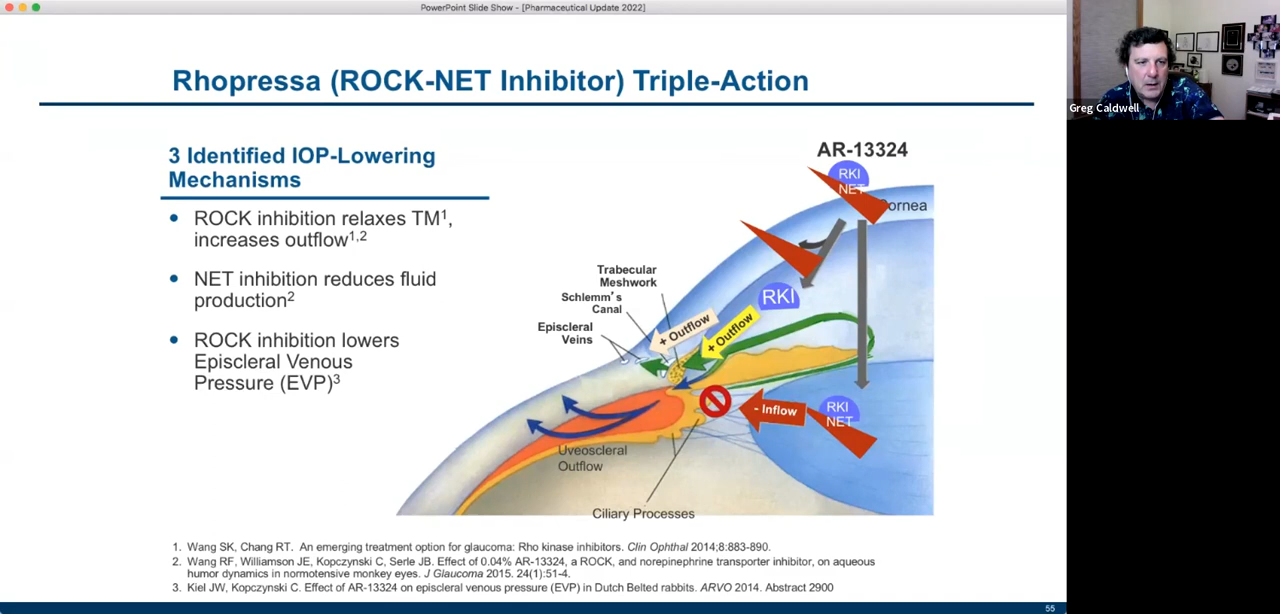 PowerPoint Slide Show - [Pharmaceutical Update 2022]
Greg Caldwell
Rhopressa (ROCK-NET Inhibitor) Triple-Action
3 Identified IOP-Lowering
Mechanisms
• ROCK inhibition relaxes TM¹,
increases outflow¹,²
• NET inhibition reduces fluid
production²
• ROCK inhibition lowers
Episcleral Venous
Pressure (EVP)³
AR-13324
RKI
NET
Cornea
Trabecular
Meshwork
Schlemm's
Canal
Episcleral
Veins
RKI
+ Outflow
+ Outflow
- Inflow
RKI
NET
Uveoscleral
Outflow
Ciliary Processes
1. Wang SK, Chang RT. An emerging treatment option for glaucoma: Rho kinase inhibitors. Clin Ophthal 2014;8:883-890.
2. Wang RF, Williamson JE, Kopczynski C, Serle JB. Effect of 0.04% AR-13324, a ROCK, and norepinephrine transporter inhibitor, on aqueous
humor dynamics in normotensive monkey eyes. J Glaucoma 2015. 24(1):51-4.
3. Kiel JW, Kopczynski C. Effect of AR-13324 on episcleral venous pressure (EVP) in Dutch Belted rabbits. ARVO 2014. Abstract 2900
55